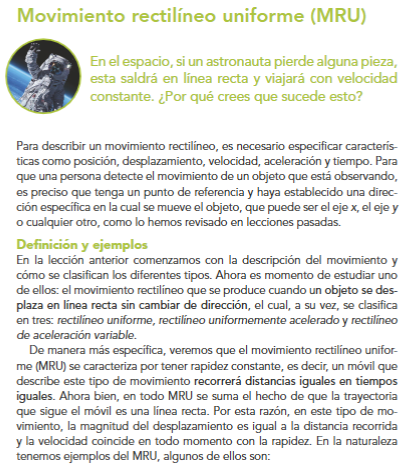 Movimiento rectilíneo uniforme (MRU)
En el espacio, si un astronauta pierde alguna pieza,
esta saldrá en línea recta y viajará con velocidad
constante. ¿Por qué crees que sucede esto?
Para describir un movimiento rectilíneo, es necesario especificar caracterís-
ticas como posición, desplazamiento, velocidad, aceleración y tiempo. Para
que una persona detecte el movimiento de un objeto que está observando,
es preciso que tenga un punto de referencia y haya establecido una direc-
ción específica en la cual se mueve el objeto, que puede ser el eje x, el eje y
o cualquier otro, como lo hemos revisado en lecciones pasadas.
Definición y ejemplos
En la lección anterior comenzamos con la descripción del movimiento y
cómo se clasifican los diferentes tipos. Ahora es momento de estudiar uno
de ellos: el movimiento rectilíneo que se produce cuando un objeto se des-
plaza en línea recta sin cambiar de dirección, el cual, a su vez, se clasifica
en tres: rectilíneo uniforme, rectilíneo uniformemente acelerado y rectilíneo
de aceleración variable.
De manera más específica, veremos que el movimiento rectilíneo unifor-
me (MRU) se caracteriza por tener rapidez constante, es decir, un móvil que
describe este tipo de movimiento recorrerá distancias iguales en tiempos
iguales. Ahora bien, en todo MRU se suma el hecho de que la trayectoria
que sigue el móvil es una línea recta. Por esta razón, en este tipo de mo-
vimiento, la magnitud del desplazamiento es igual a la distancia recorrida
y la velocidad coincide en todo momento con la rapidez. En la naturaleza
tenemos ejemplos del MRU, algunos de ellos son: